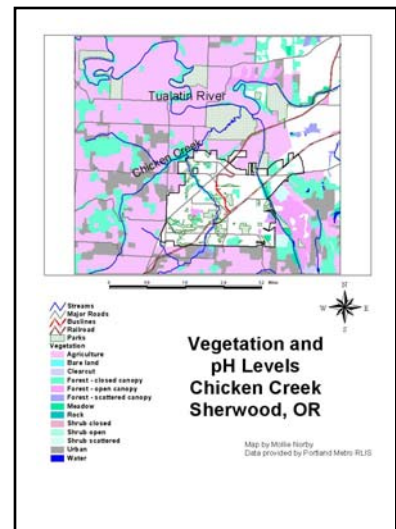 Tualatin River
Chicken Creek
Miles
N
W E
S
Streams
Major Roads
Buslines
Railroad
Parks
Vegetation
Agriculture
Bare land
Clearcut
Forest - closed canopy
Forest - open canopy
Forest - scattered canopy
Meadow
Rock
Shrub closed
Shrub open
Shrub scattered
Urban
Water
Vegetation and
pH Levels
Chicken Creek
Sherwood, OR
Map by Mollie Norby
Data provided by Portland Metro RLIS